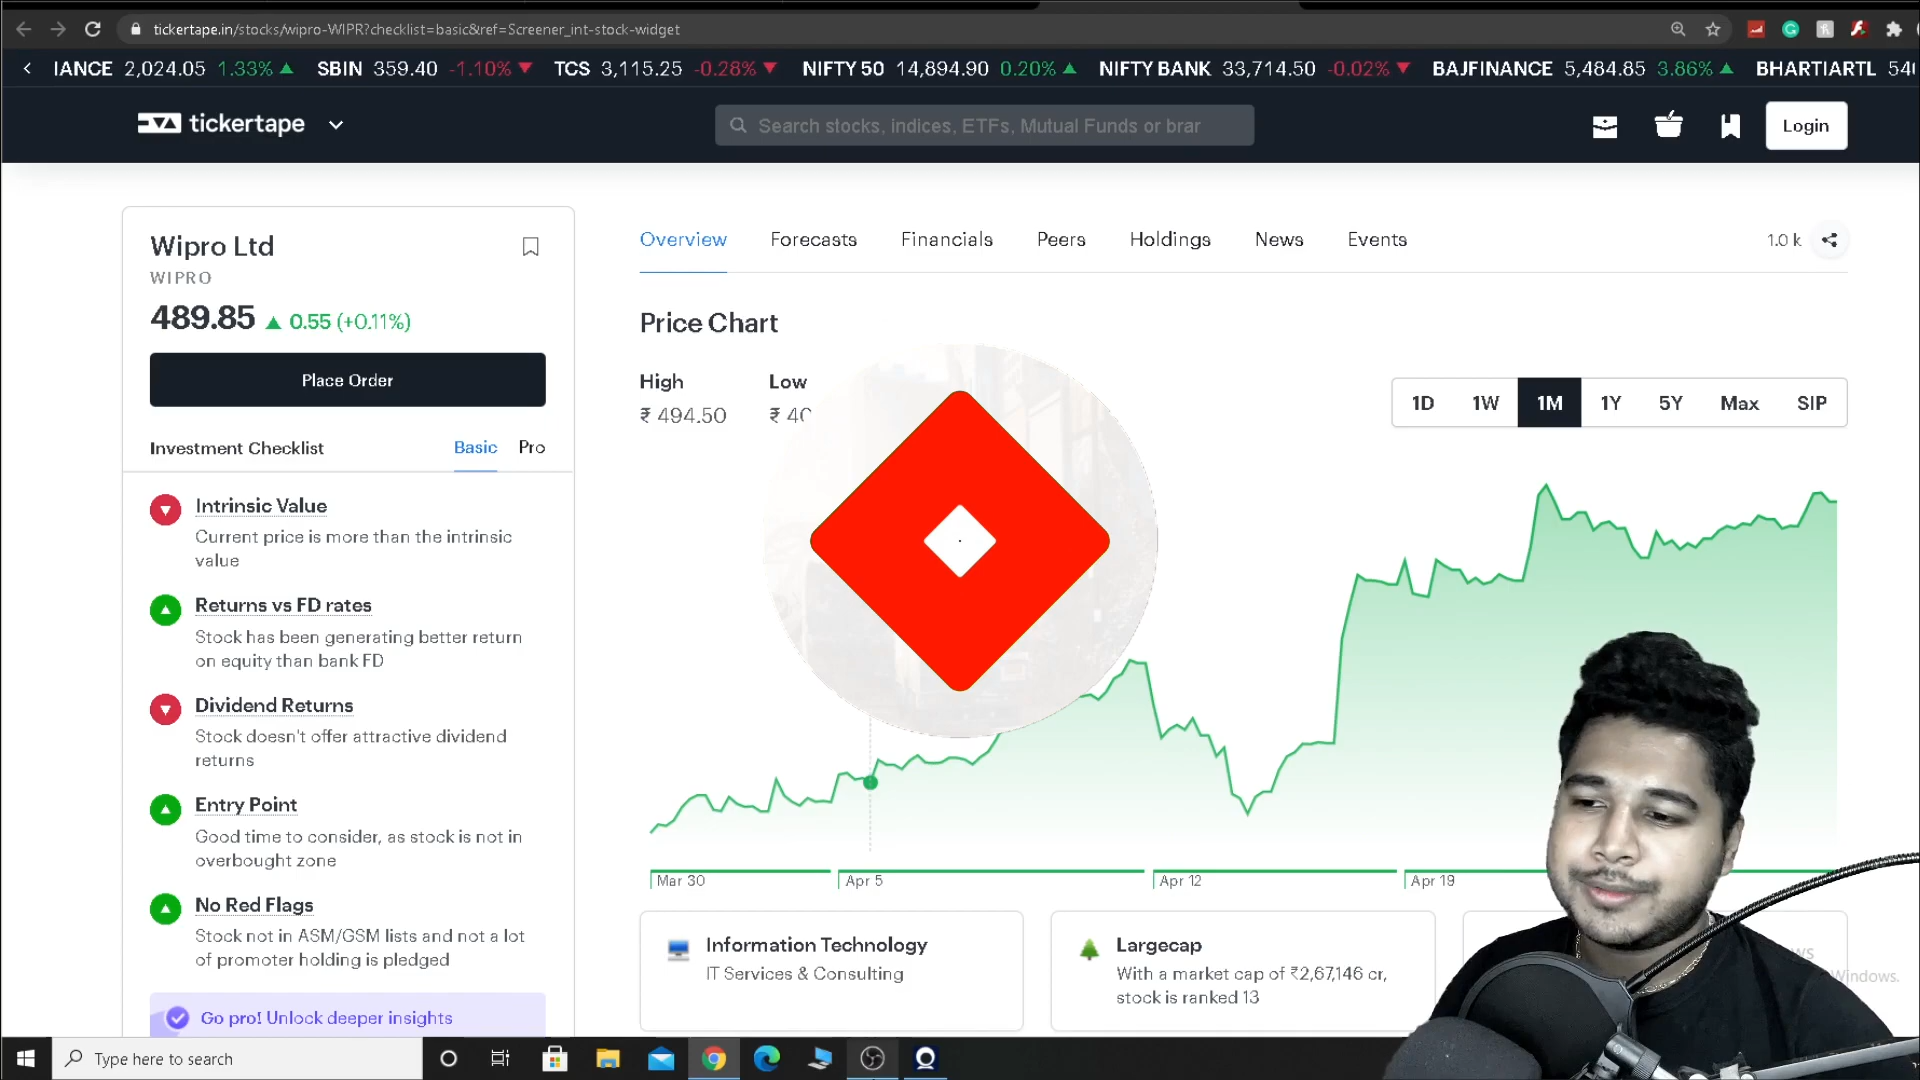 tickertape.in/stocks/wipro-WIPR?checklist=basic&ref=Screener_int-stock-widget
IANCE 2,024.05 1.33% SBIN 359.40 -1.10% TCS 3,115.25 -0.28% NIFTY 50 14,894.90 0.20% NIFTY BANK 33,714.50 -0.02% BAJFINANCE 5,484.85 3.86% BHARTIARTL 54
tickertape
Search stocks, indices, ETFs, Mutual Funds or brar
Login
Wipro Ltd
WIPRO
489.85 0.55 (+0.11%)
Place Order
Investment Checklist Basic Pro
Intrinsic Value
Current price is more than the intrinsic
value
Returns vs FD rates
Stock has been generating better return
on equity than bank FD
Dividend Returns
Stock doesn't offer attractive dividend
returns
Entry Point
Good time to consider, as stock is not in
overbought zone
No Red Flags
Stock not in ASM/GSM lists and not a lot
of promoter holding is pledged
Go pro! Unlock deeper insights
Overview Forecasts Financials Peers Holdings News Events 1.0 k
Price Chart
High Low
₹ 494.50 ₹ 40
1D 1W 1M 1Y 5Y Max SIP
Mar 30 Apr 5 Apr 12 Apr 19
Information Technology
IT Services & Consulting
Largecap
With a market cap of ₹2,67,146 cr,
stock is ranked 13
Windows.
Type here to search